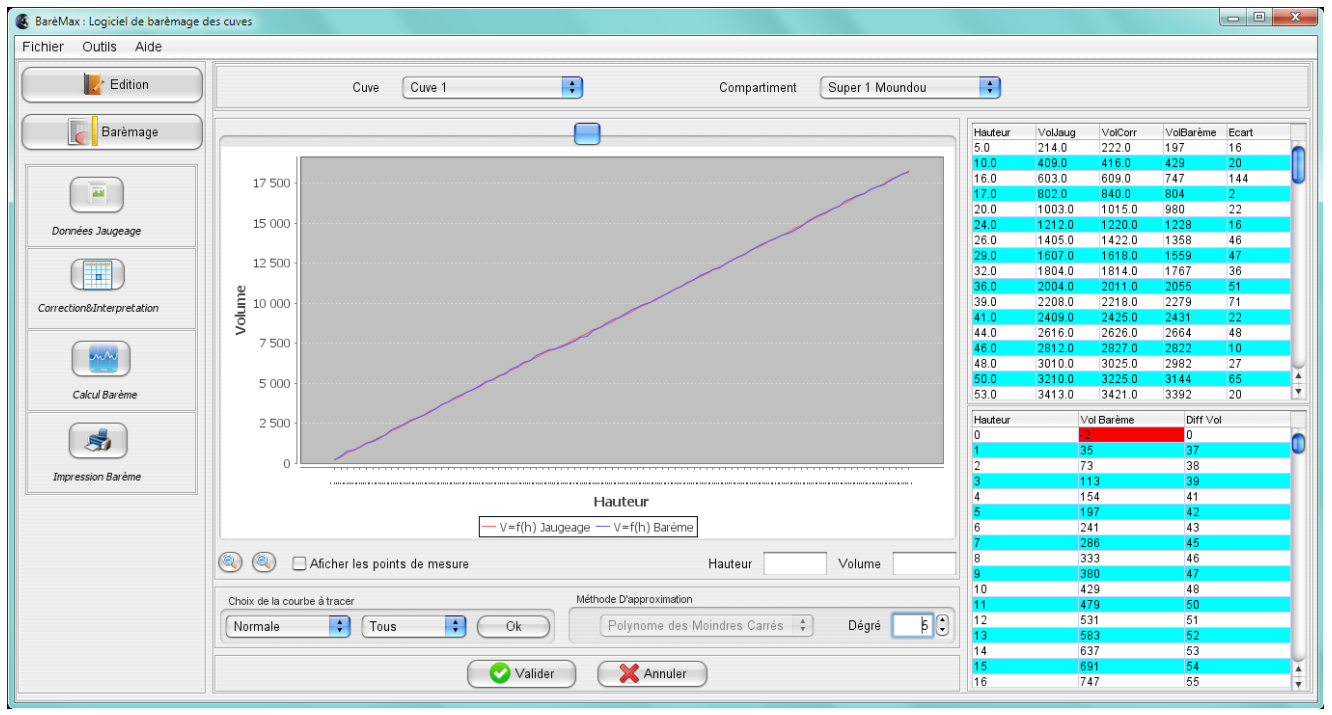 BarèMax : Logiciel de barèmage des cuves
Fichier Outils Aide
Edition
Barèmage
Données Jaugeage
Correction&Interpretation
Calcul Barème
Impression Barème
Cuve Cuve 1 Compartiment Super 1 Moundou
17 500
15 000
12 500
10 000
7 500
5 000
2 500
0
Volume
Hauteur
V=f(h) Jaugeage V=f(h) Barème
Aficher les points de mesure Hauteur Volume
Choix de la courbe à tracer
Normale Tous Ok
Méthode D'approximation
Polynome des Moindres Carrés Dégré 5
Valider Annuler
Hauteur VolJaug VolCorr VolBarème Ecart
5.0 214.0 222.0 197 16
10.0 409.0 416.0 429 20
16.0 603.0 609.0 747 144
17.0 802.0 840.0 804 2
20.0 1003.0 1015.0 980 22
24.0 1212.0 1220.0 1228 16
26.0 1405.0 1422.0 1358 46
29.0 1607.0 1618.0 1559 47
32.0 1804.0 1814.0 1767 36
36.0 2004.0 2011.0 2055 51
39.0 2208.0 2218.0 2279 71
41.0 2409.0 2425.0 2431 22
44.0 2616.0 2626.0 2664 48
46.0 2812.0 2827.0 2822 10
48.0 3010.0 3025.0 2982 27
50.0 3210.0 3225.0 3144 65
53.0 3413.0 3421.0 3392 20
Hauteur Vol Barème Diff Vol
0 -2 0
1 35 37
2 73 38
3 113 39
4 154 41
5 197 42
6 241 43
7 286 45
8 333 46
9 380 47
10 429 48
11 479 50
12 531 51
13 583 52
14 637 53
15 691 54
16 747 55